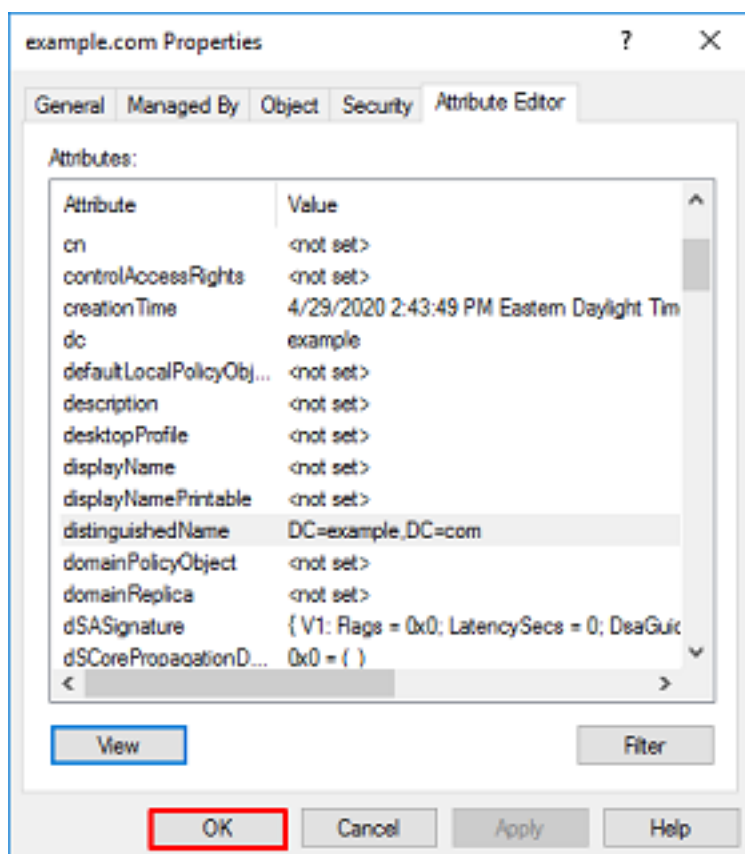 example.com Properties ? ×
General Managed By Object Security Attribute Editor
Attributes:
Attribute Value
cn <not set>
controlAccessRights <not set>
creationTime 4/29/2020 2:43:49 PM Eastern Daylight Tim
dc example
defaultLocalPolicyObj... <not set>
description <not set>
desktopProfile <not set>
displayName <not set>
displayNamePrintable <not set>
distinguishedName DC=example,DC=com
domainPolicyObject <not set>
domainReplica <not set>
dSASignature { V1: Flags = 0x0; LatencySecs = 0; DsaGuid
dSCorePropagationD... 0x0 = ( )
View Filter
OK Cancel Apply Help